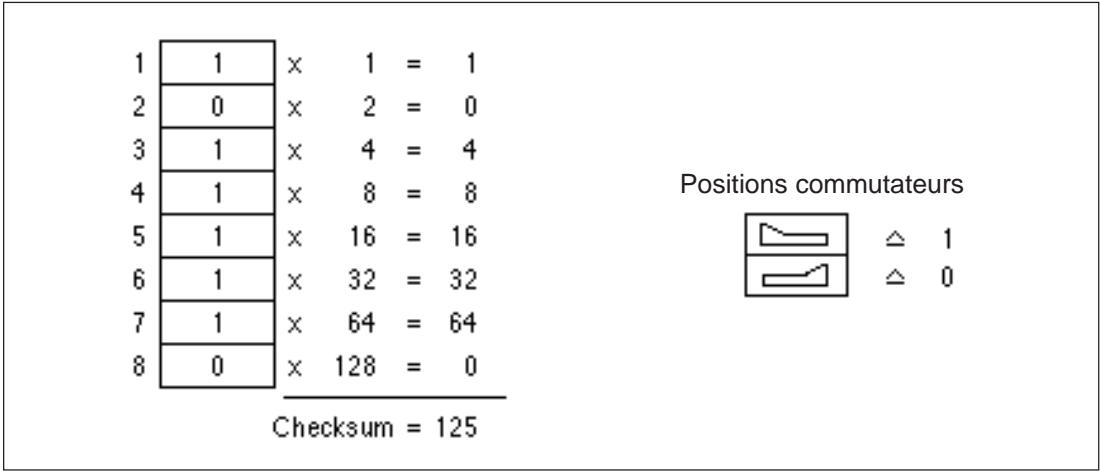 1 1 x 1 = 1
2 0 x 2 = 0
3 1 x 4 = 4
4 1 x 8 = 8
5 1 x 16 = 16
6 1 x 32 = 32
7 1 x 64 = 64
8 0 x 128 = 0
Checksum = 125
Positions commutateurs
≙ 1
≙ 0